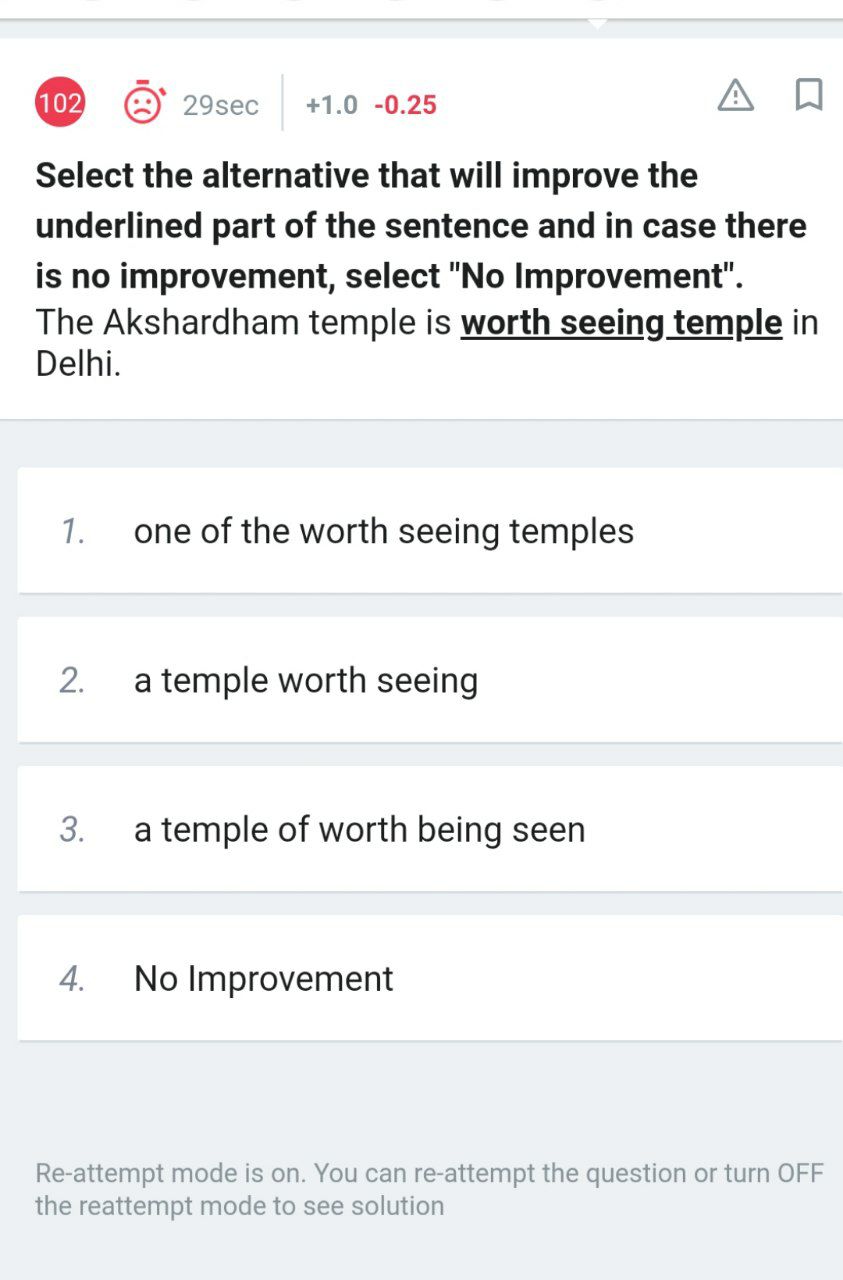 102 29sec +1.0 -0.25
Select the alternative that will improve the
underlined part of the sentence and in case there
is no improvement, select "No Improvement".
The Akshardham temple is worth seeing temple in
Delhi.
1. one of the worth seeing temples
2. a temple worth seeing
3. a temple of worth being seen
4. No Improvement
Re-attempt mode is on. You can re-attempt the question or turn OFF
the reattempt mode to see solution